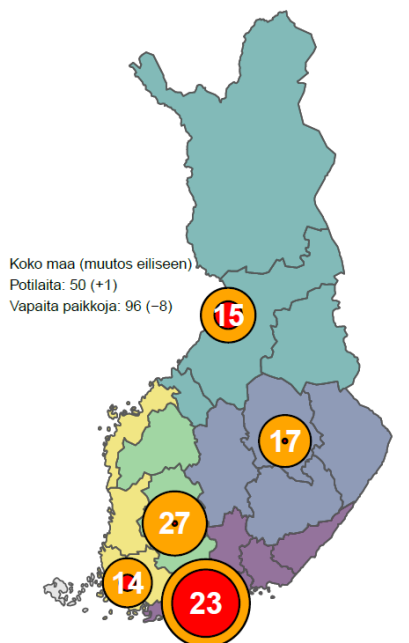 Koko maa (muutos eiliseen)
Potilaita: 50 (+1)
Vapaita paikkoja: 96 (−8)
15
17
27
14
23